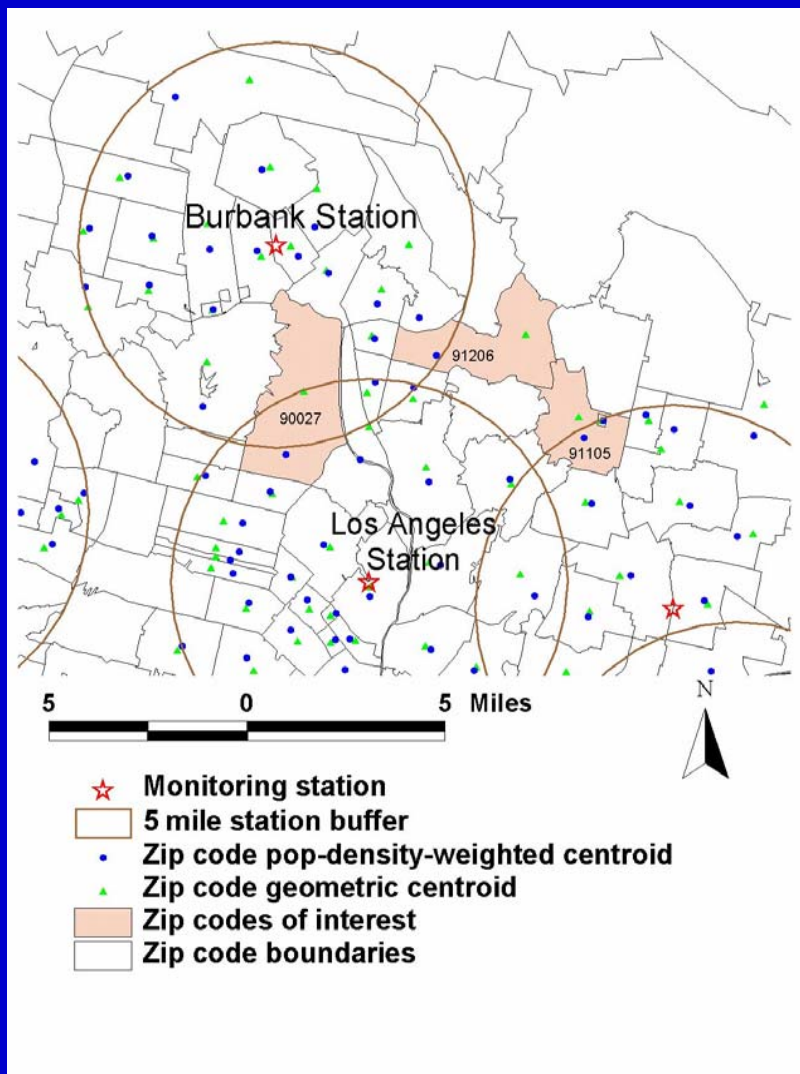 Burbank Station
91206
90027
91105
Los Angeles
Station
5 0 5 Miles
N
Monitoring station
5 mile station buffer
Zip code pop-density-weighted centroid
Zip code geometric centroid
Zip codes of interest
Zip code boundaries